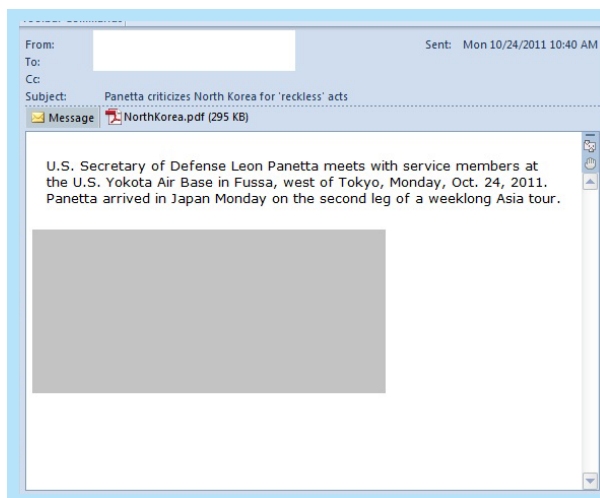 From:
Sent: Mon 10/24/2011 10:40 AM
To:
Cc:
Subject: Panetta criticizes North Korea for 'reckless' acts
Message NorthKorea.pdf (295 KB)
U.S. Secretary of Defense Leon Panetta meets with service members at
the U.S. Yokota Air Base in Fussa, west of Tokyo, Monday, Oct. 24, 2011.
Panetta arrived in Japan Monday on the second leg of a weeklong Asia tour.